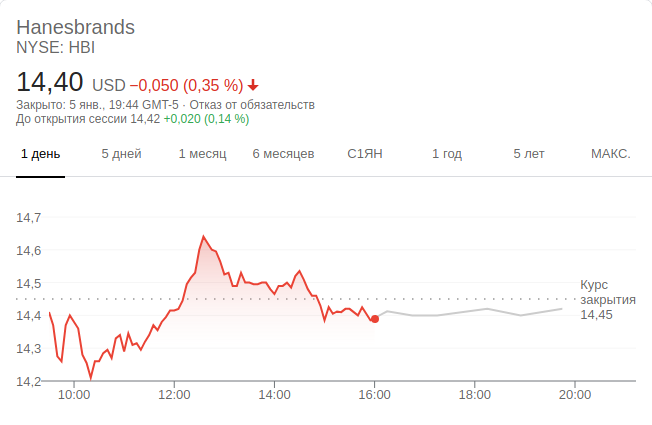 Hanesbrands
NYSE: HBI
14,40 USD −0,050 (0,35 %)
Закрыто: 5 янв., 19:44 GMT-5 · Отказ от обязательств
До открытия сессии 14,42 +0,020 (0,14 %)
1 день 5 дней 1 месяц 6 месяцев С1ЯН 1 год 5 лет МАКС.
14,7
14,6
14,5
14,4
14,3
14,2
Курс
закрытия
14,45
10:00 12:00 14:00 16:00 18:00 20:00